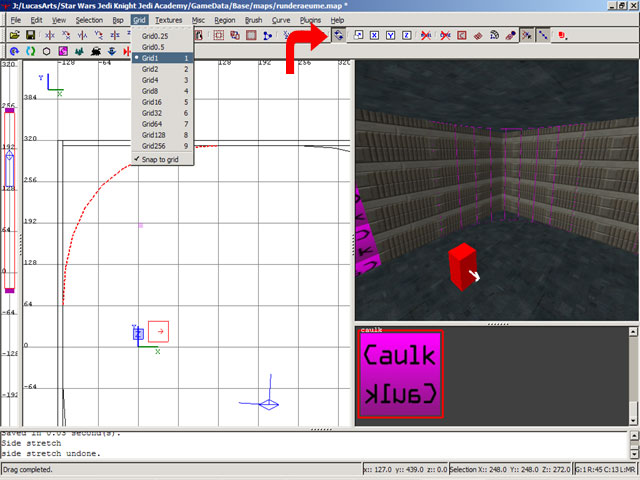 J:/LucasArts/Star Wars Jedi Knight Jedi Academy/GameData/Base/maps/runderaeume.map *
File Edit View Selection Bsp Grid Textures Misc Region Brush Curve Plugins Help
Grid0.25
Grid0.5
Grid1 1
Grid2 2
Grid4 3
Grid8 4
Grid16 5
Grid32 6
Grid64 7
Grid128 8
Grid256 9
Snap to grid
X Y Z
-128 -64 256 320
Y
X
384
320
256
192
128
64
0
-64
320
256
192
128
64
0
-64
-128
-192
X
caulk
Caulk
Caulk
Saved in 0.03 second(s).
Side stretch
side stretch undone.
Drag completed.
x:: 127.0 y:: 439.0 z:: 0.0
Selection X:: 248.0 Y:: 248.0 Z:: 272.0
G:1 R:45 C:13 L:MR